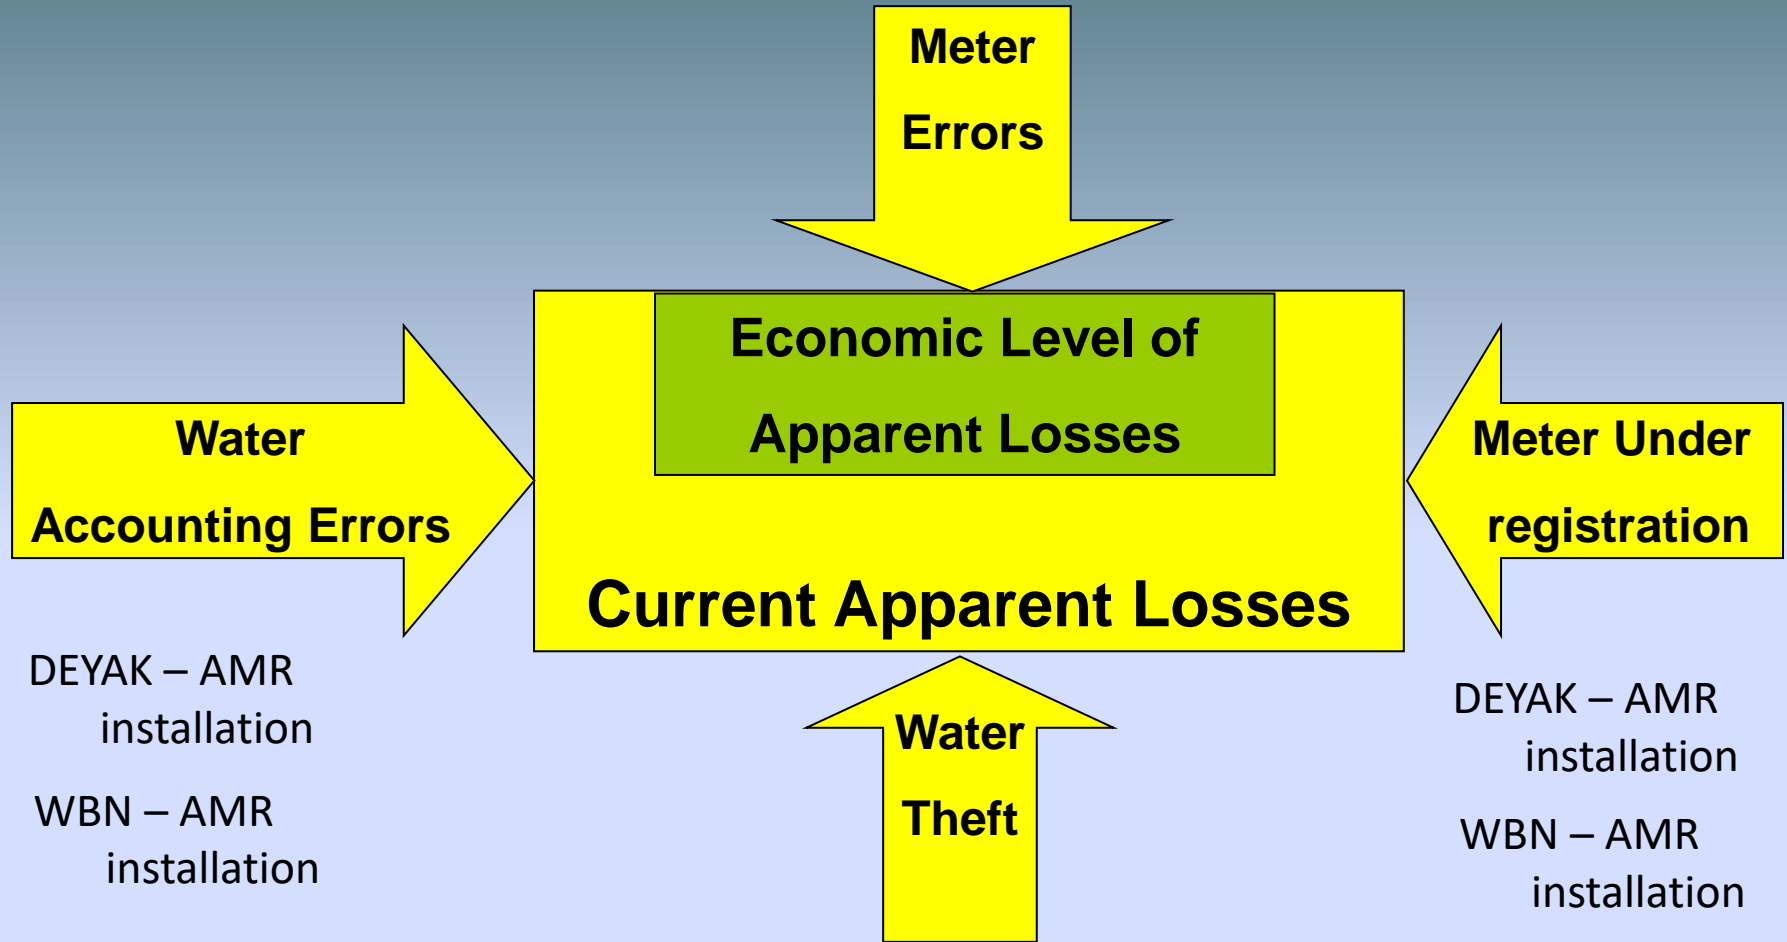 Meter
Errors
Economic Level of
Apparent Losses
Water
Accounting Errors
Meter Under
registration
Current Apparent Losses
DEYAK – AMR
installation
WBN – AMR
installation
Water
Theft
DEYAK – AMR
installation
WBN – AMR
installation